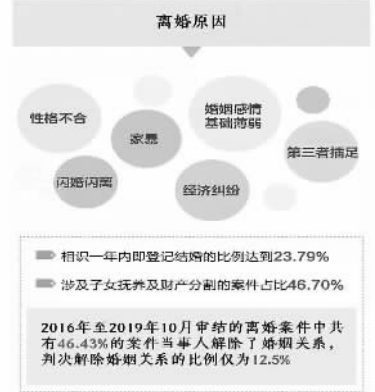 离婚原因
性格不合
家暴
婚姻感情
基础薄弱
第三者插足
闪婚闪离
经济纠纷
相识一年内即登记结婚的比例达到23.79%
涉及子女抚养及财产分割的案件占比46.70%
2016年至2019年10月审结的离婚案件中共
有46.43%的案件当事人解除了婚姻关系，
判决解除婚姻关系的比例仅为12.5%